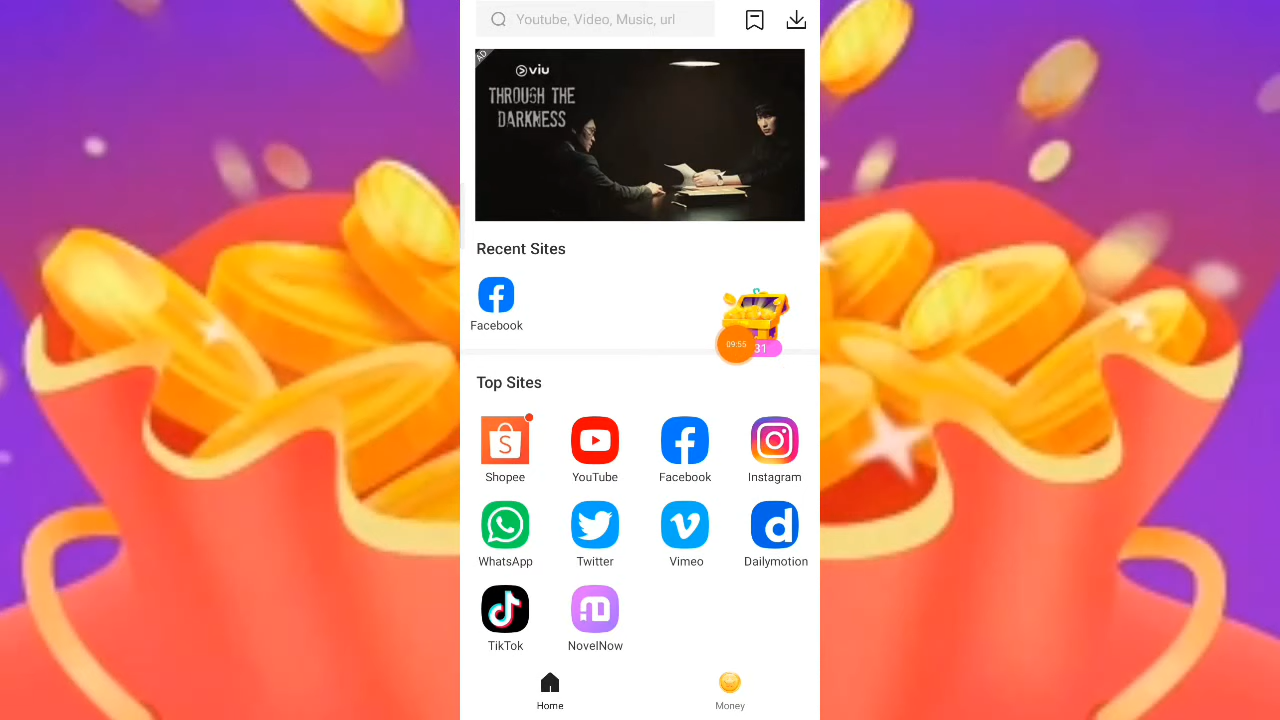 Youtube, Video, Music, url
AD
viu
THROUGH THE
DARKNESS
Recent Sites
Facebook
09:55
31
Top Sites
Shopee
YouTube
Facebook
Instagram
WhatsApp
Twitter
Vimeo
Dailymotion
TikTok
NovelNow
Home
Money